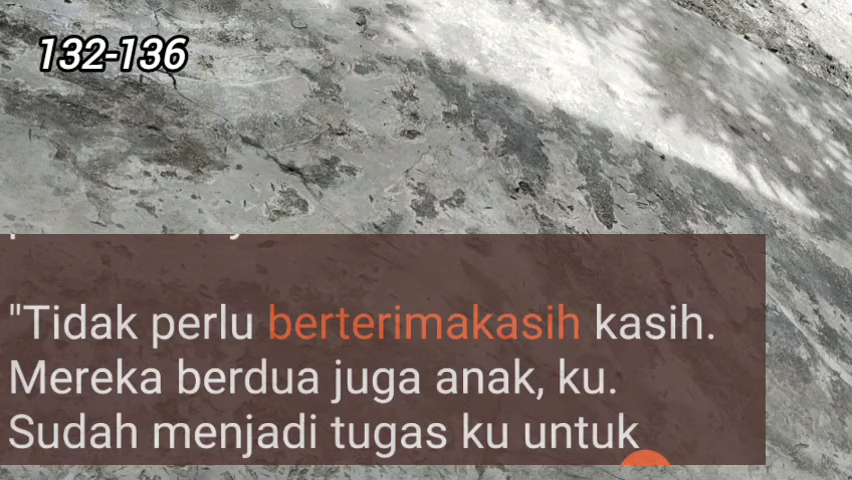 132-136
"Tidak perlu berterimakasih kasih.
Mereka berdua juga anak, ku.
Sudah menjadi tugas ku untuk